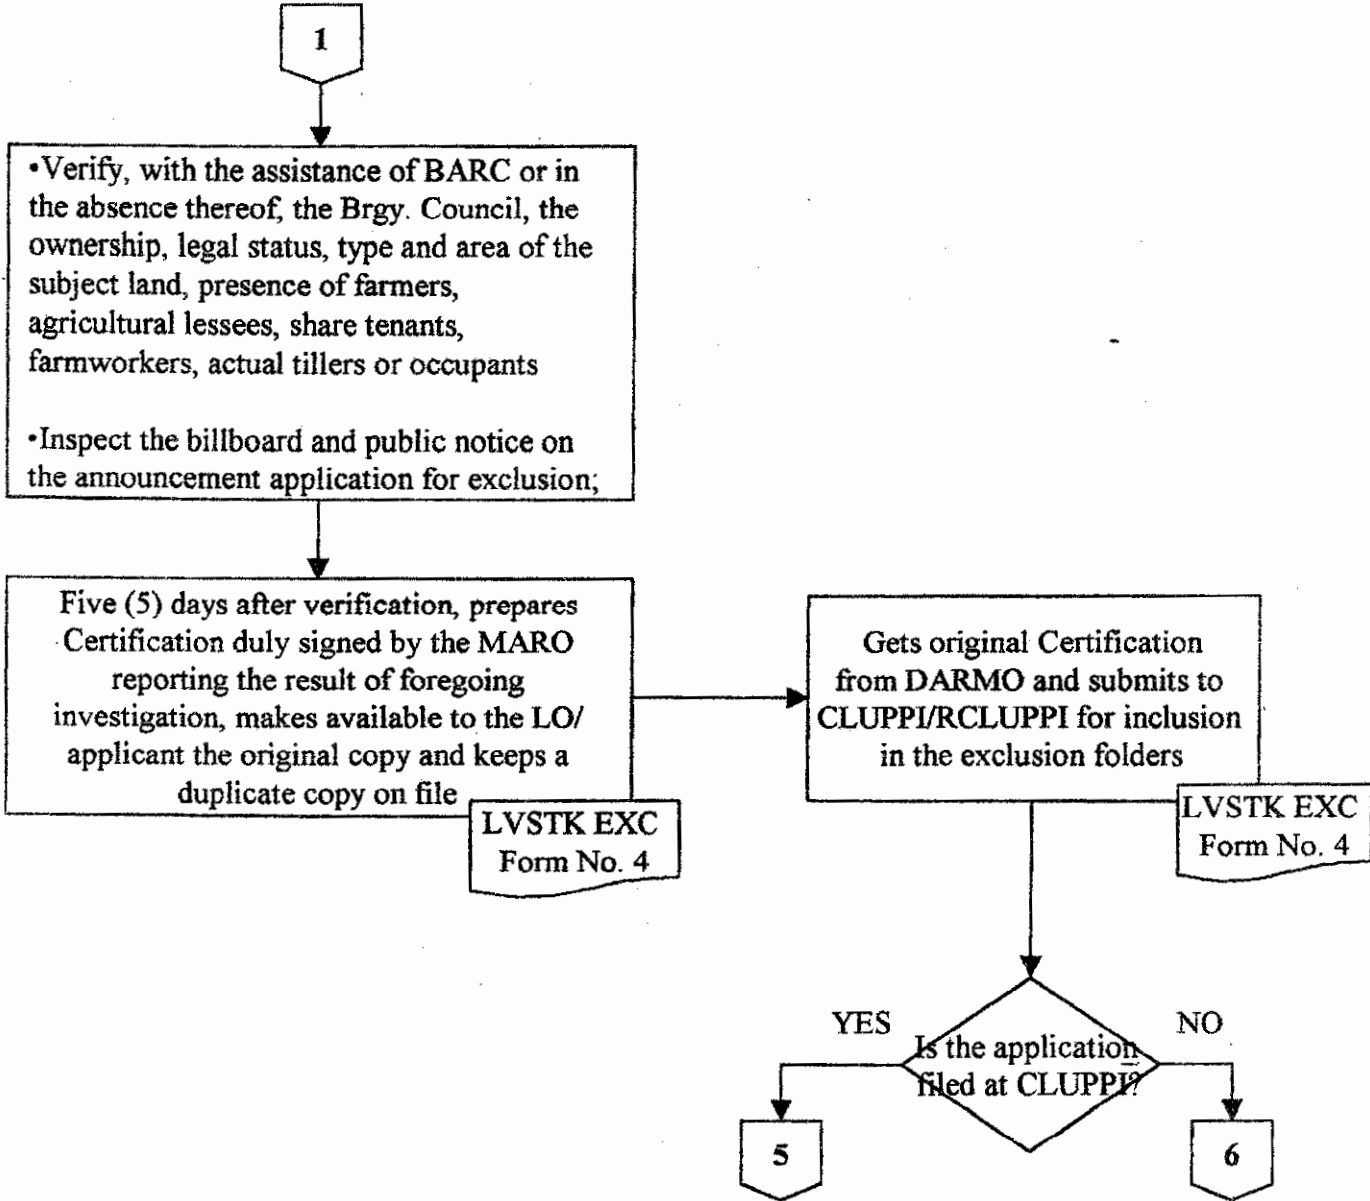 1
•Verify, with the assistance of BARC or in
the absence thereof, the Brgy. Council, the
ownership, legal status, type and area of the
subject land, presence of farmers,
agricultural lessees, share tenants,
farmworkers, actual tillers or occupants
•Inspect the billboard and public notice on
the announcement application for exclusion;
Five (5) days after verification, prepares
Certification duly signed by the MARO
reporting the result of foregoing
investigation, makes available to the LO/
applicant the original copy and keeps a
duplicate copy on file
LVSTK EXC
Form No. 4
Gets original Certification
from DARMO and submits to
CLUPPI/RCLUPPI for inclusion
in the exclusion folders
LVSTK EXC
Form No. 4
Is the application
filed at CLUPPI?
YES
NO
5
6